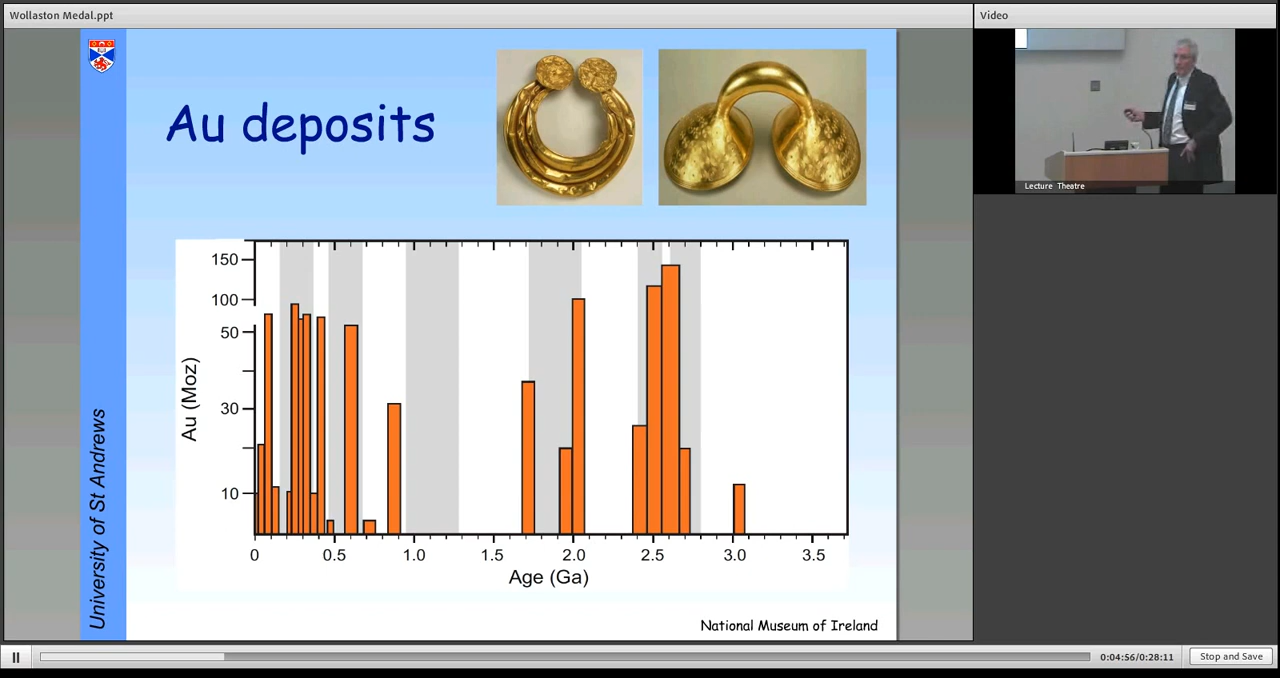 Wollaston Medal.ppt
Video
Au deposits
Lecture Theatre
150
100
50
30
10
Au (Moz)
0 0.5 1.0 1.5 2.0 2.5 3.0 3.5
Age (Ga)
University of St Andrews
National Museum of Ireland
0:04:56/0:28:11
Stop and Save